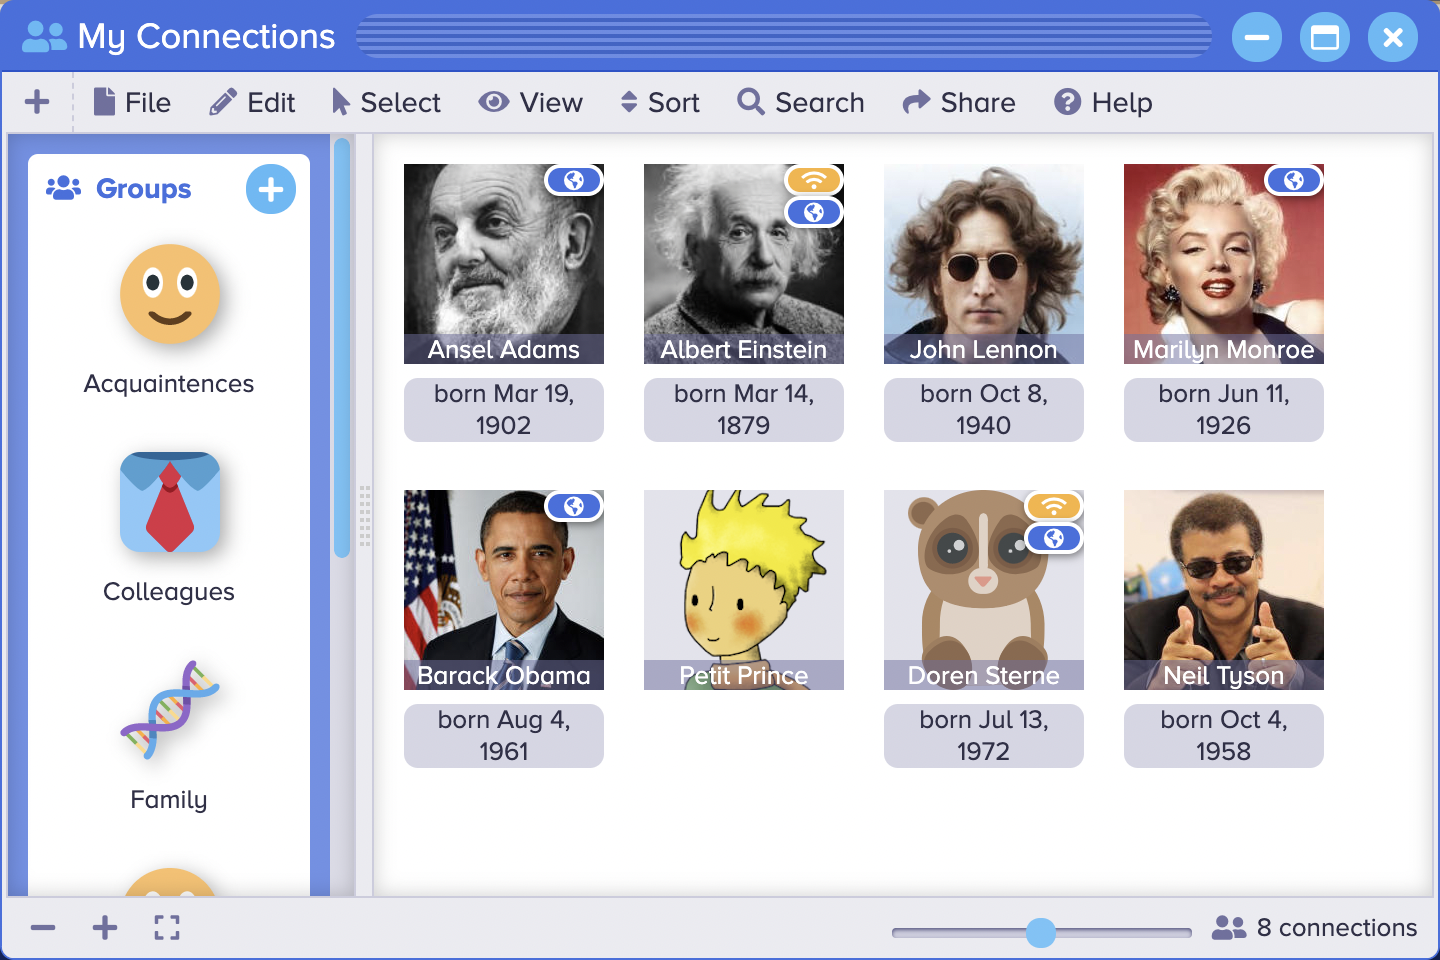 My Connections
File Edit Select View Sort Search Share Help
Groups
Acquaintences
Colleagues
Family
Ansel Adams
born Mar 19,
1902
Albert Einstein
born Mar 14,
1879
John Lennon
born Oct 8,
1940
Marilyn Monroe
born Jun 11,
1926
Barack Obama
born Aug 4,
1961
Petit Prince
Doren Sterne
born Jul 13,
1972
Neil Tyson
born Oct 4,
1958
8 connections